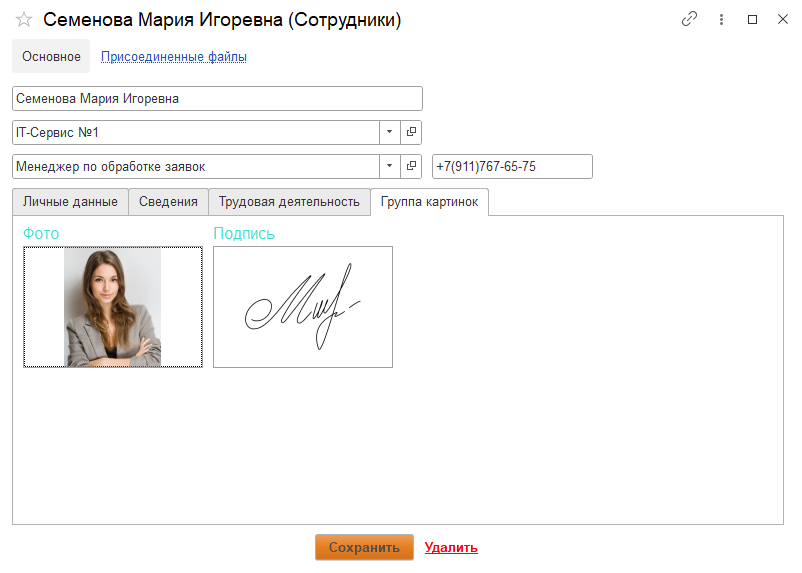 Семенова Мария Игоревна (Сотрудники)
Основное Присоединенные файлы
Семенова Мария Игоревна
IT-Сервис №1
Менеджер по обработке заявок +7(911)767-65-75
Личные данные Сведения Трудовая деятельность Группа картинок
Фото Подпись
Сохранить Удалить